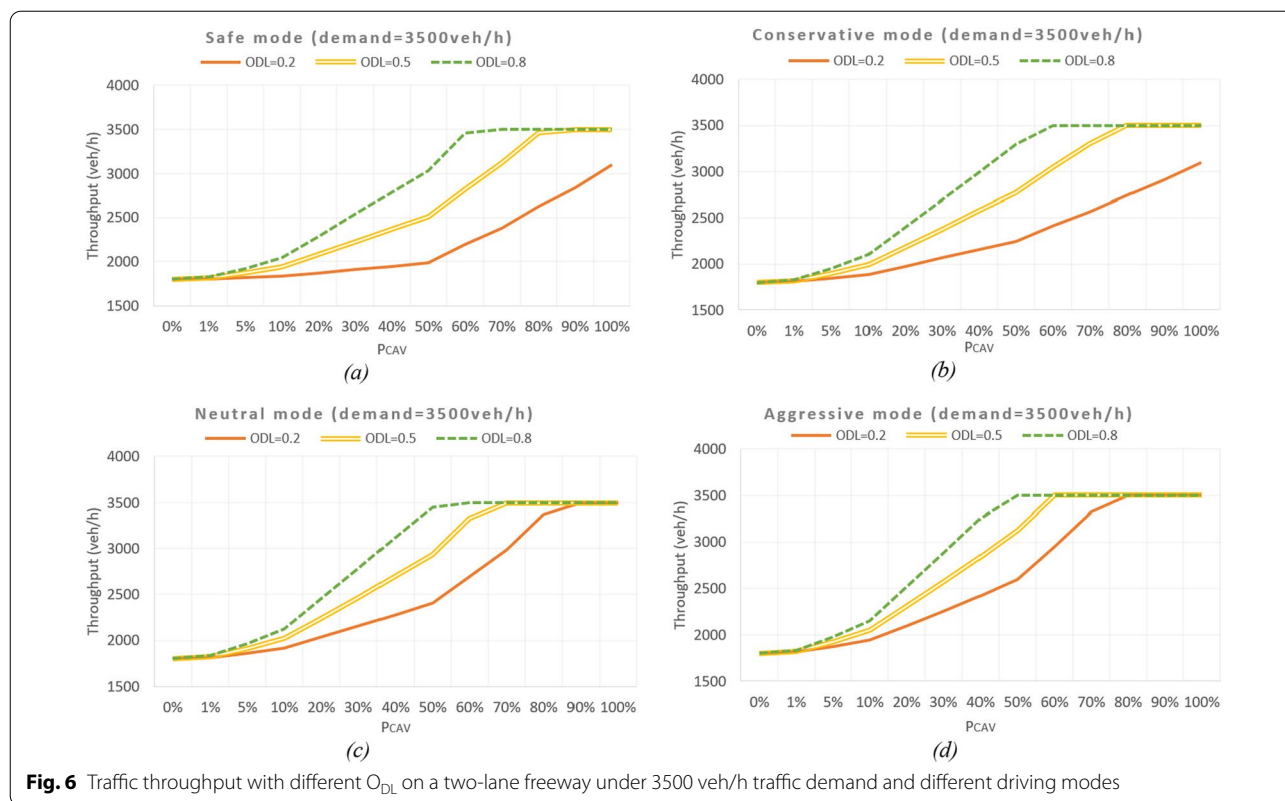 Safe mode (demand=3500veh/h)
ODL=0.2 ODL=0.5 ODL=0.8
4000
3500
3000
2500
2000
1500
Throughput (veh/h)
0% 1% 5% 10% 20% 30% 40% 50% 60% 70% 80% 90% 100%
PCAV
(a)
Conservative mode (demand=3500veh/h)
ODL=0.2 ODL=0.5 ODL=0.8
4000
3500
3000
2500
2000
1500
Throughput (veh/h)
0% 1% 5% 10% 20% 30% 40% 50% 60% 70% 80% 90% 100%
PCAV
(b)
Neutral mode (demand=3500veh/h)
ODL=0.2 ODL=0.5 ODL=0.8
4000
3500
3000
2500
2000
1500
Throughput (veh/h)
0% 1% 5% 10% 20% 30% 40% 50% 60% 70% 80% 90% 100%
PCAV
(c)
Aggressive mode (demand=3500veh/h)
ODL=0.2 ODL=0.5 ODL=0.8
4000
3500
3000
2500
2000
1500
Throughput (veh/h)
0% 1% 5% 10% 20% 30% 40% 50% 60% 70% 80% 90% 100%
PCAV
(d)
Fig. 6 Traffic throughput with different ODL on a two-lane freeway under 3500 veh/h traffic demand and different driving modes